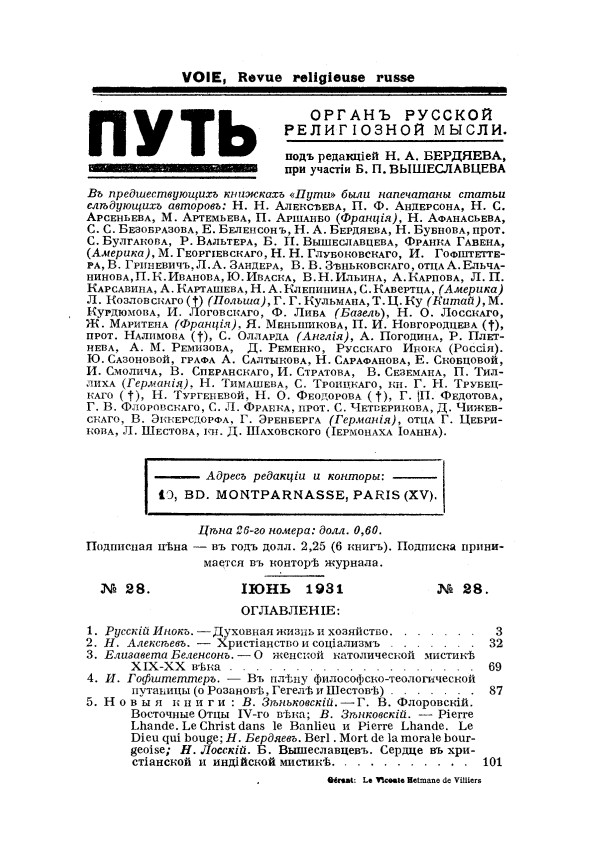 VOIE, Revue religieuse russe
ПУТЬ
ОРГАНЪ РУССКОЙ
РЕЛИГІОЗНОЙ МЫСЛИ.
подъ редакціей Н. А. БЕРДЯЕВА,
при участіи Б. П. ВЫШЕСЛАВЦЕВА
Въ предшествующихъ книжкахъ «Пути» были напечатаны статьи
слѣдующихъ авторовъ: Н. Н. Алексѣева, П. Ф. Андерсона, Н. С.
Арсеньева, М. Артемьева, П. Аршанбо (Франція), Н. Афанасьева,
С. С. Безобразова, Е. Беленсонъ, Н. А. Бердяева, Н. Бубнова, прот.
С. Булгакова, Р. Вальтера, Б. П. Вышеславцева, Франка Гавена,
(Америка), М. Георгіевскаго, Н. Н. Глубоковскаго, И. Гофштетте-
ра, В. Гриневичъ, Л. А. Зандера, В. В. Зѣньковскаго, отца А. Ельча-
нинова, П. К. Иванова, Ю. Иваска, В. Н. Ильина, А. Карпова, Л. П.
Карсавина, А. Карташева, Н. А. Клепинина, С. Кавертца, (Америка)
Л. Козловскаго (†) (Польша), Г. Г. Кульмана, Т. Ц. Ку (Китай), М.
Курдюмова, И. Логовскаго, Ф. Либа (Базель), Н. О. Лосскаго,
Ж. Маритена (Франція), Я. Меньшикова, П. И. Новгородцева (†),
прот. Налимова (†), С. Олларда (Англія), А. Погодина, Р. Плет-
нева, А. М. Ремизова, Д. Ременко, Русскаго Инока (Россія).
Ю. Сазоновой, графа А. Салтыкова, Н. Сарафанова, Е. Скобцовой,
И. Смолича, В. Сперанскаго, И. Стратова, В. Сеземана, П. Тил-
лиха (Германія), Н. Тимашева, С. Троицкаго, кн. Г. Н. Трубец-
каго (†), Н. Тургеневой, Н. О. Феодорова (†), Г. П. Федотова,
Г. В. Флоровскаго, С. Л. Франка, прот. С. Четверикова, Д. Чижев-
скаго, В. Эккерсдорфа, Г. Эренберга (Германія), отца Г. Цебри-
кова, Л. Шестова, кн. Д. Шаховского (Іеромонаха Іоанна).
Адресъ редакціи и конторы:
10, BD. MONTPARNASSE, PARIS (XV).
Цѣна 26-го номера: долл. 0,60.
Подписная цѣна — въ годъ долл. 2,25 (6 книгъ). Подписка прини-
мается въ конторѣ журнала.
№ 28. ІЮНЬ 1931 № 28.
ОГЛАВЛЕНІЕ:
1. Русскій Инокъ. — Духовная жизнь и хозяйство. . . . . . . 3
2. Н. Алексѣевъ. — Христіанство и соціализмъ . . . . . . . 32
3. Елизавета Беленсонъ. — О женской католической мистикѣ
XIX-XX вѣка . . . . . . . . . . . . . . . . . . 69
4. И. Гофштеттеръ. — Въ плѣну философско-теологической
путаницы (о Розановѣ, Гегелѣ и Шестовѣ) . . . . . . . 87
5. Новыя книги: В. Зѣньковскій. — Г. В. Флоровскій.
Восточные Отцы IV-го вѣка; В. Зѣнковскій. — Pierre
Lhande. Le Christ dans le Banlieu и Pierre Lhande. Le
Dieu qui bouge; Н. Бердяевъ. Berl. Mort de la morale bour-
geoise; Н. Лосскій. Б. Вышеславцевъ. Сердце въ хри-
стіанской и индійской мистикѣ. . . . . . . . . . . 101
Gérant: Le Vicomte Hotmane de Villiers